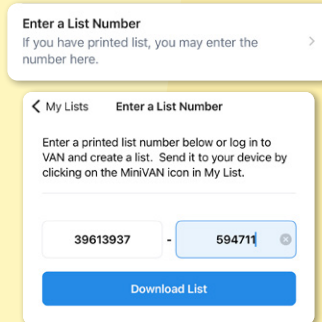 Enter a List Number
If you have printed list, you may enter the
number here.
My Lists Enter a List Number
Enter a printed list number below or log in to
VAN and create a list. Send it to your device by
clicking on the MiniVAN icon in My List.
39613937 - 594711
Download List